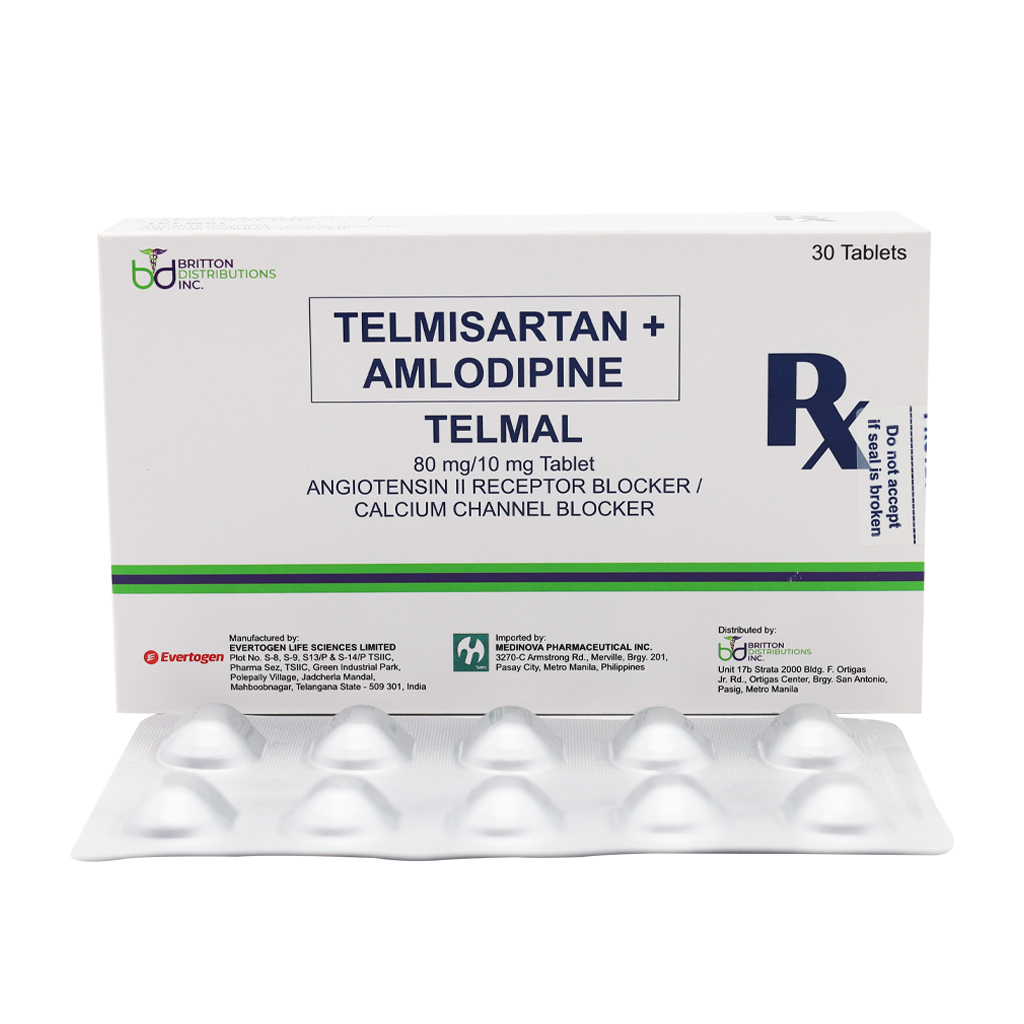 BRITTON
DISTRIBUTIONS
INC.
30 Tablets
TELMISARTAN +
AMLODIPINE
TELMAL
80 mg/10 mg Tablet
ANGIOTENSIN II RECEPTOR BLOCKER /
CALCIUM CHANNEL BLOCKER
Rx
Do not accept
if seal is broken
Evertogen
Manufactured by:
EVERTOGEN LIFE SCIENCES LIMITED
Plot No. S-8, S-9, S13/P & S-14/P TSIIC,
Pharma Sez, TSIIC, Green Industrial Park,
Polepally Village, Jadcherla Mandal,
Mahboobnagar, Telangana State - 509 301, India
Imported by:
MEDINOVA PHARMACEUTICAL INC.
3270-C Armstrong Rd., Merville, Brgy. 201,
Pasay City, Metro Manila, Philippines
Distributed by:
bd BRITTON
DISTRIBUTIONS
INC.
Unit 17b Strata 2000 Bldg. F. Ortigas
Jr. Rd., Ortigas Center, Brgy. San Antonio,
Pasig, Metro Manila